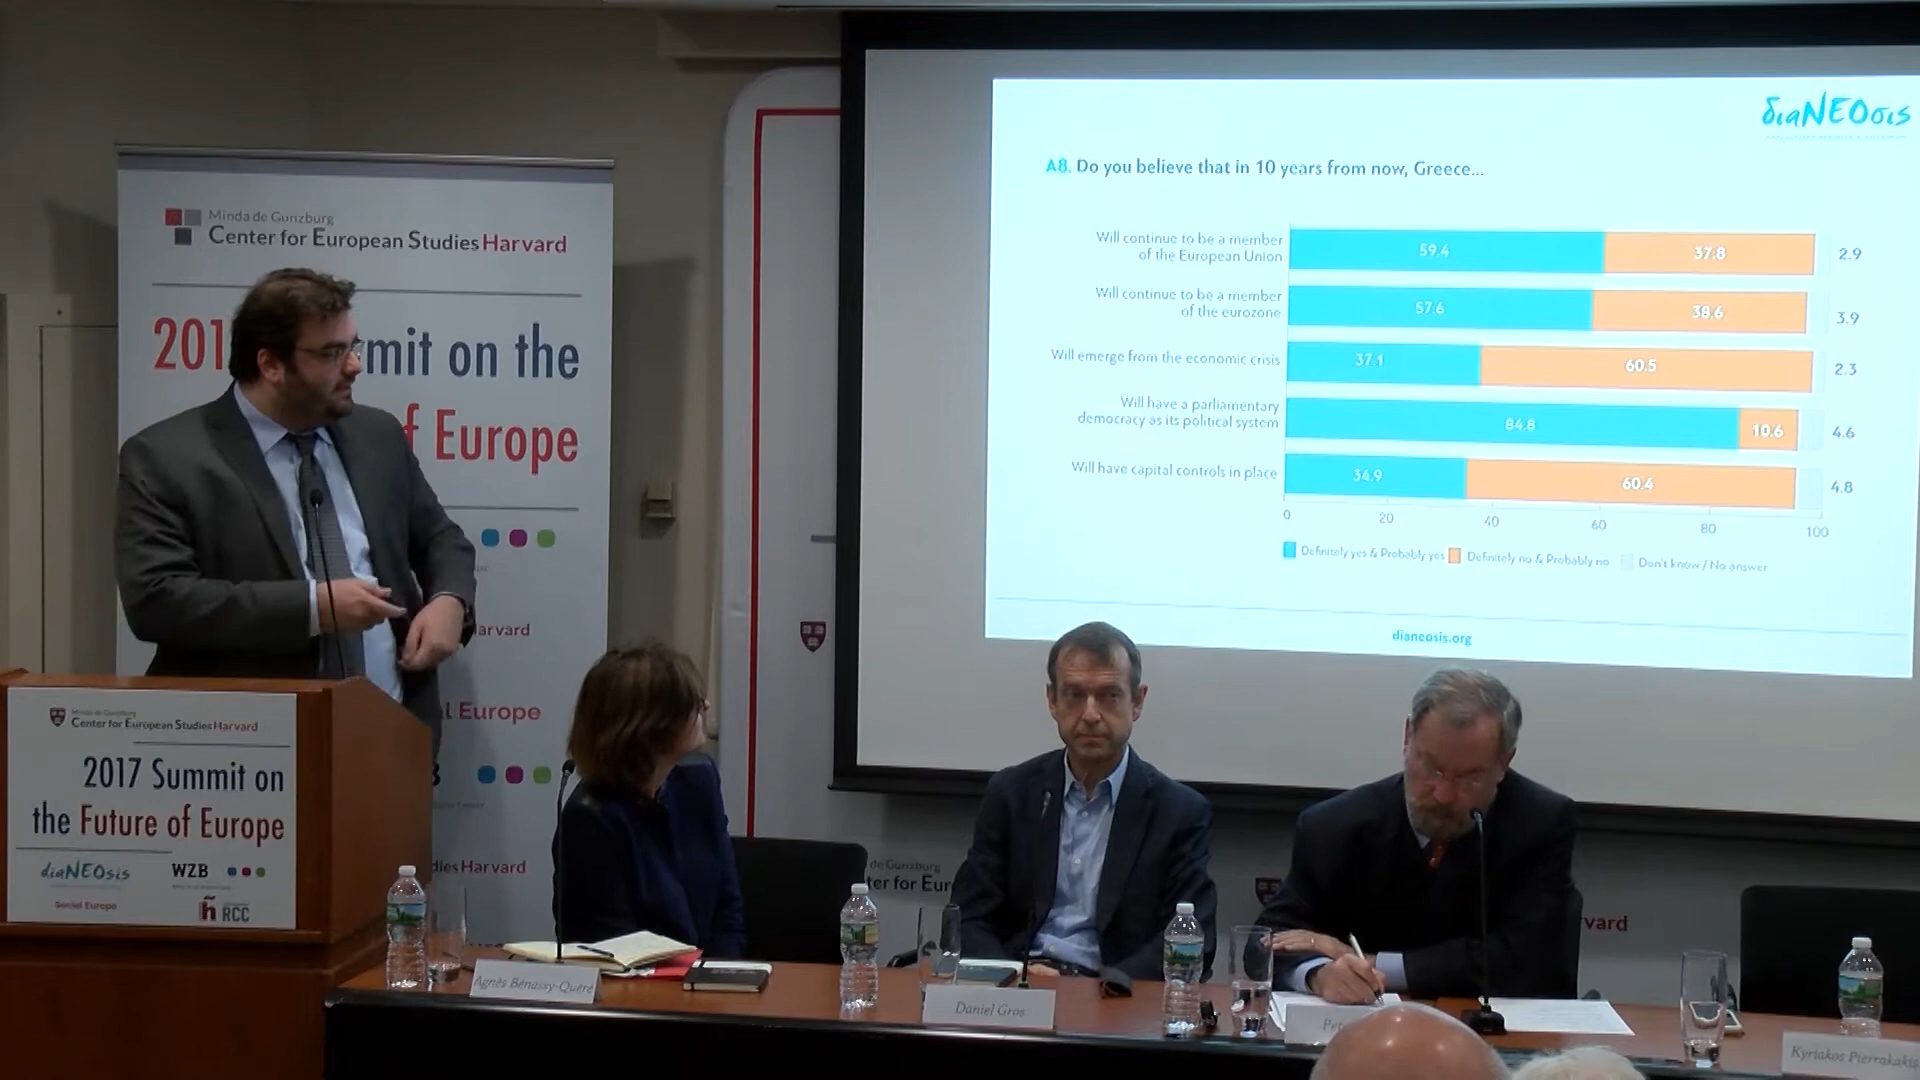 Minda de Gunzburg
Center for European Studies Harvard
mit on the
f Europe
arvard
l Europe
dies Harvard
Center for European Studies Harvard
2017 Summit on
the Future of Europe
diaNEOsis
WZB
Social Europe
RCC
διαΝΕΟσις
A8. Do you believe that in 10 years from now, Greece...
Will continue to be a member
of the European Union
59.4
37.8
2.9
Will continue to be a member
of the eurozone
57.6
38.6
3.9
Will emerge from the economic crisis
37.1
60.5
2.3
Will have a parliamentary
democracy as its political system
84.8
10.6
4.6
Will have capital controls in place
34.9
60.4
4.8
0 20 40 60 80 100
Definitely yes & Probably yes Definitely no & Probably no Don't know / No answer
dianeosis.org
de Gunzburg
ter for Eur
vard
Agnès Bénassy-Quéré
Daniel Gros
Pet
Kyriakos Pierrakakis